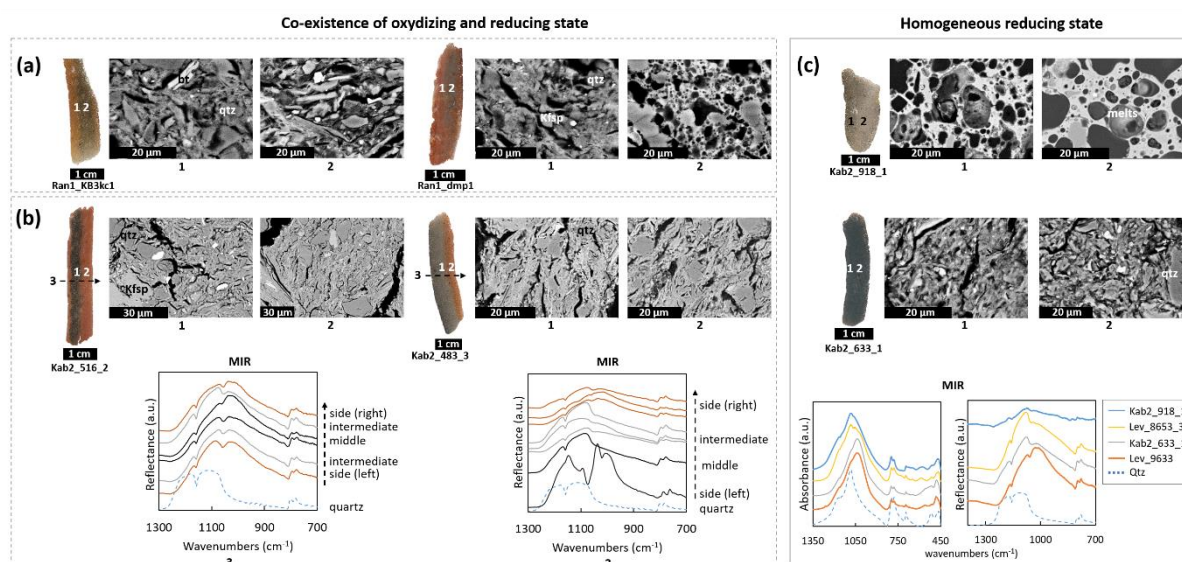 Co-existence of oxydizing and reducing state
Homogeneous reducing state
(a)
1 2
1 cm
Ran1_KB3kc1
bt
qtz
20 µm
1
20 µm
2
1 2
1 cm
Ran1_dmp1
qtz
Kfsp
20 µm
1
20 µm
2
(b)
3
1 2
1 cm
Kab2_516_2
qtz
Kfsp
30 µm
1
30 µm
2
3
1 2
1 cm
Kab2_483_3
qtz
20 µm
1
20 µm
2
MIR
Reflectance (a.u.)
side (right)
intermediate
middle
intermediate
side (left)
quartz
1300
1100
900
700
Wavenumbers (cm⁻¹)
3
MIR
Reflectance (a.u.)
side (right)
intermediate
middle
side (left)
quartz
1300
1100
900
700
Wavenumbers (cm⁻¹)
(c)
1 2
1 cm
Kab2_918_1
20 µm
1
melts
20 µm
2
1 2
1 cm
Kab2_633_1
20 µm
1
qtz
20 µm
2
MIR
Absorbance (a.u.)
1350
1050
750
450
Reflectance (a.u.)
1300
1100
700
wavenumbers (cm⁻¹)
Kab2_918_1
Lev_8653_3
Kab2_633_1
Lev_9633
Qtz